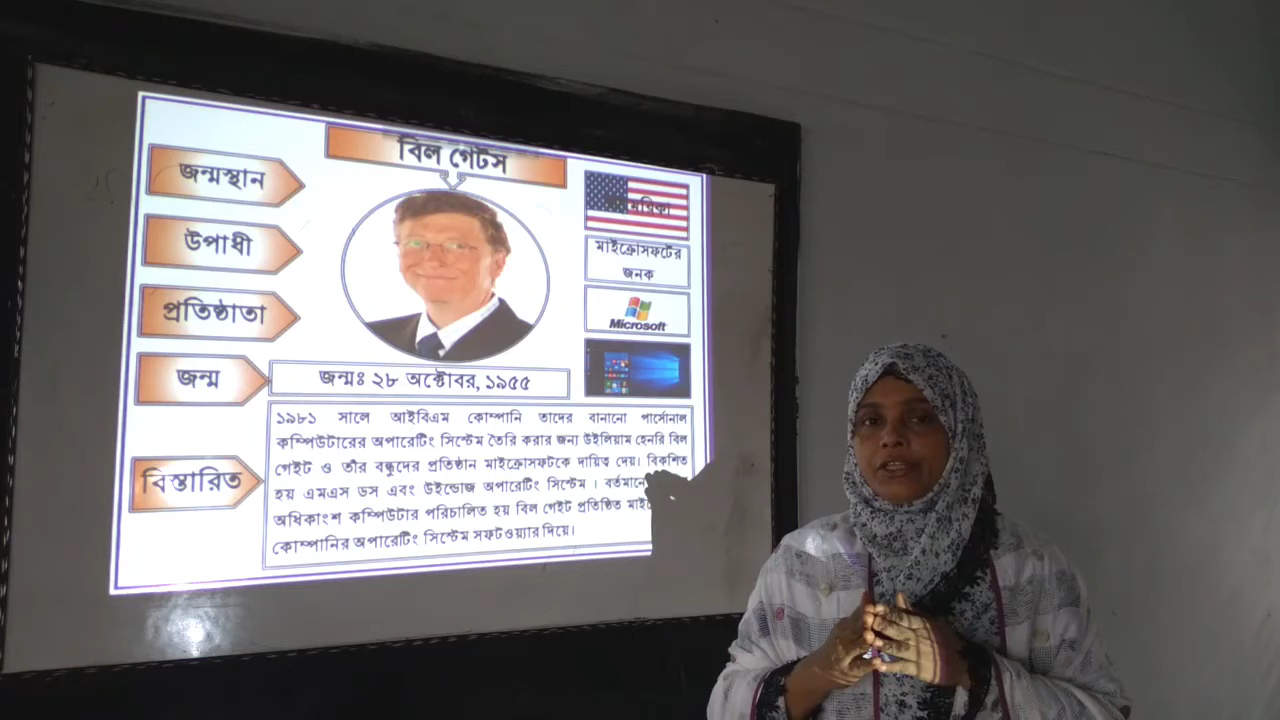 বিল গেটস
জন্মস্থান
উপাধী
মাইক্রোসফটের
জনক
প্রতিষ্ঠাতা
Microsoft
জন্ম
জন্মঃ ২৮ অক্টোবর, ১৯৫৫
বিস্তারিত
১৯৮১ সালে আইবিএম কোম্পানি তাদের বানানো পার্সোনাল
কম্পিউটারের অপারেটিং সিস্টেম তৈরি করার জন্য উইলিয়াম হেনরি বিল
গেইট ও তাঁর বন্ধুদের প্রতিষ্ঠান মাইক্রোসফটকে দায়িত্ব দেয়। বিকশিত
হয় এমএস ডস এবং উইন্ডোজ অপারেটিং সিস্টেম । বর্তমানে
অধিকাংশ কম্পিউটার পরিচালিত হয় বিল গেইট প্রতিষ্ঠিত
কোম্পানির অপারেটিং সিস্টেম সফটওয়্যার দিয়ে।